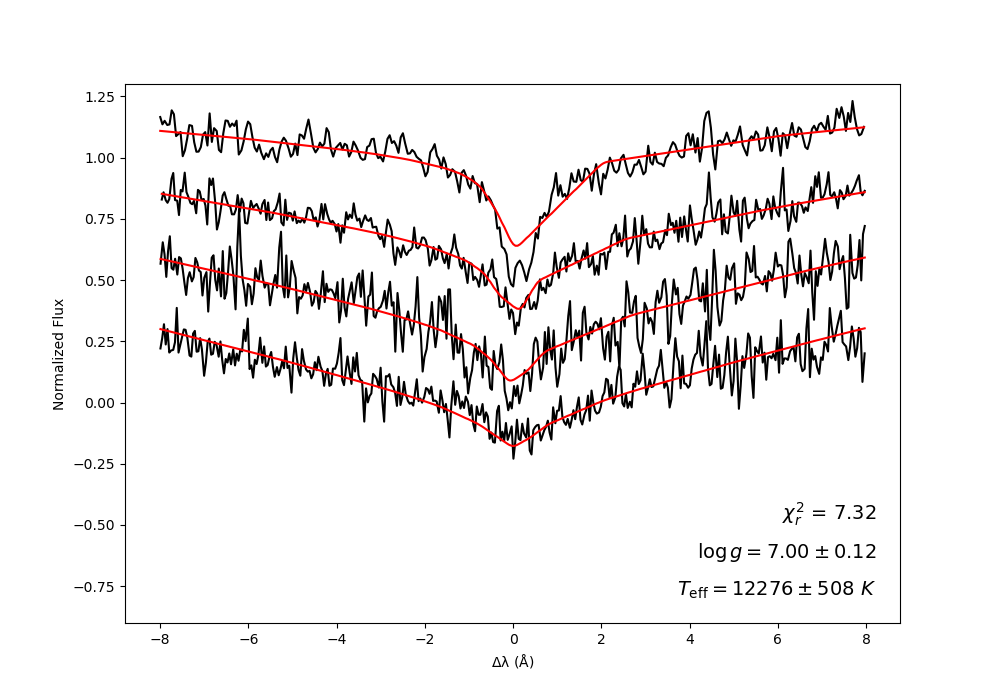 Normalized Flux
1.25
1.00
0.75
0.50
0.25
0.00
−0.25
−0.50
−0.75
χ²ᵣ = 7.32
log g = 7.00 ± 0.12
T_eff = 12276 ± 508 K
−8 −6 −4 −2 0 2 4 6 8
Δλ (Å)